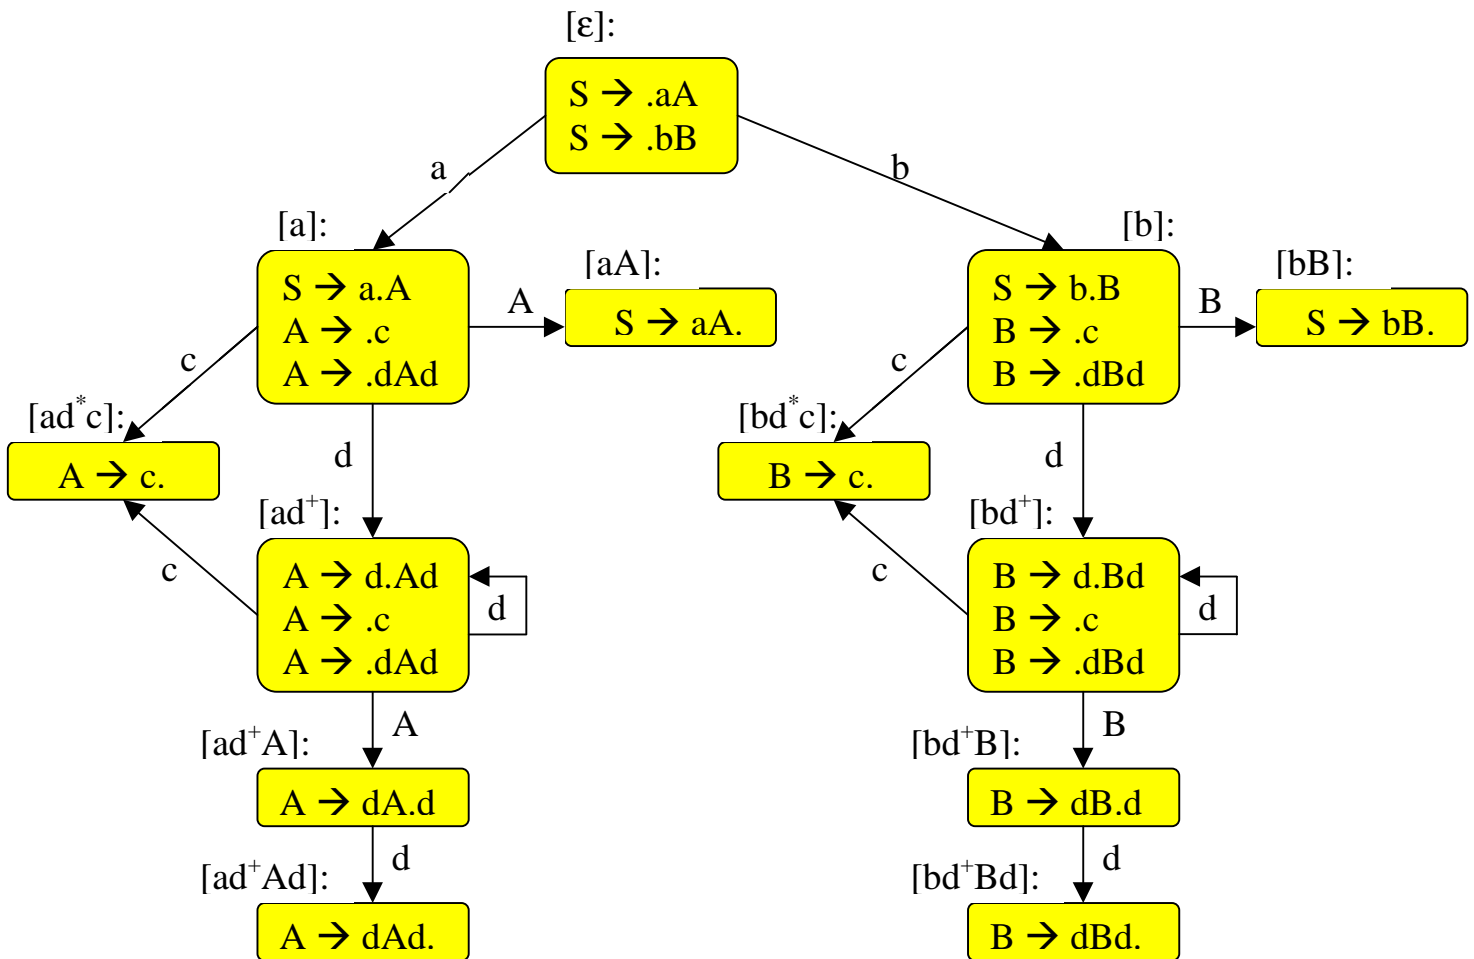 [ε]:
S → .aA
S → .bB
a
b
[a]:
[b]:
S → a.A
A → .c
A → .dAd
A
[aA]:
S → aA.
S → b.B
B → .c
B → .dBd
B
[bB]:
S → bB.
c
c
[ad*c]:
A → c.
d
[bd*c]:
B → c.
d
[ad⁺]:
A → d.Ad
A → .c
A → .dAd
d
c
[bd⁺]:
B → d.Bd
B → .c
B → .dBd
d
c
A
B
[ad⁺A]:
A → dA.d
[bd⁺B]:
B → dB.d
d
d
[ad⁺Ad]:
A → dAd.
[bd⁺Bd]:
B → dBd.